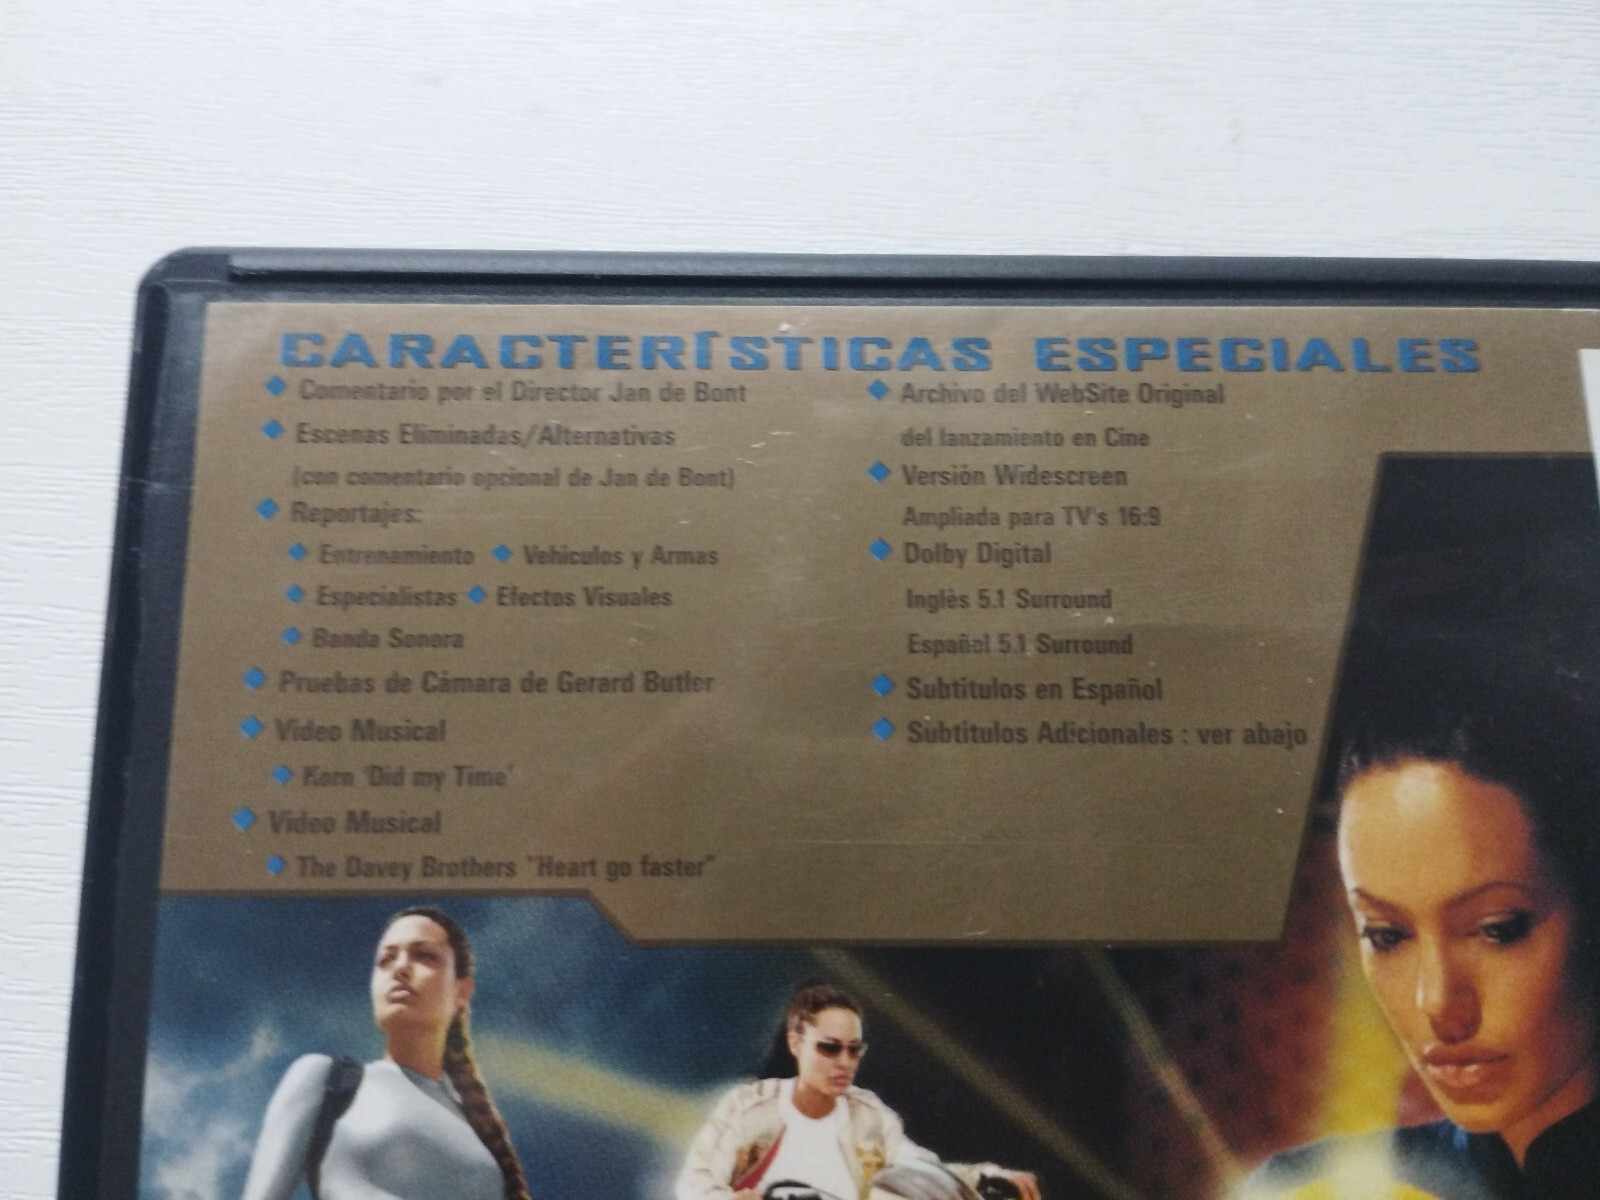 CARACTERÍSTICAS ESPECIALES
Comentario por el Director Jan de Bont
Escenas Eliminadas/Alternativas
(con comentario opcional de Jan de Bont)
Reportajes:
Entrenamiento Vehículos y Armas
Especialistas Efectos Visuales
Banda Sonora
Pruebas de Cámara de Gerard Butler
Video Musical
Korn 'Did my Time'
Video Musical
The Davey Brothers "Heart go faster"
Archivo del WebSite Original
del lanzamiento en Cine
Versión Widescreen
Ampliada para TV's 16:9
Dolby Digital
Inglés 5.1 Surround
Español 5.1 Surround
Subtítulos en Español
Subtítulos Adicionales : ver abajo